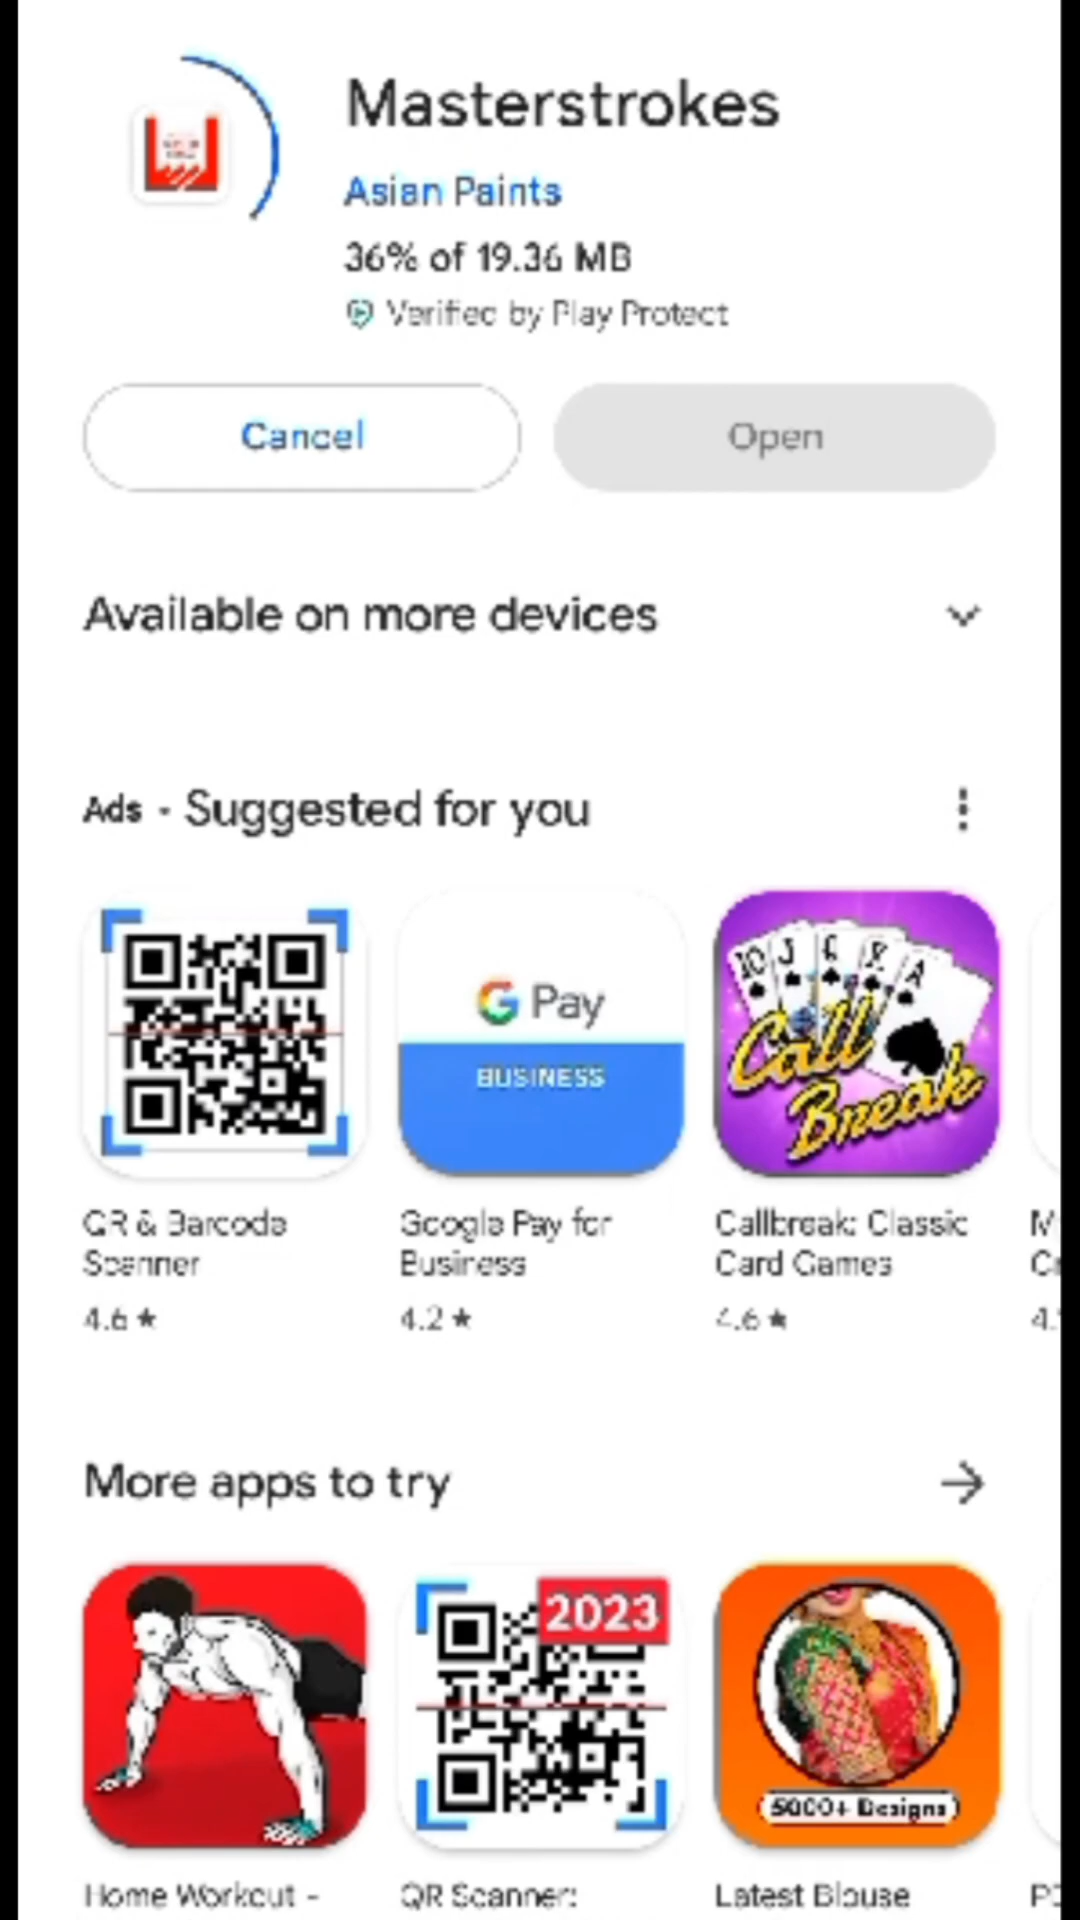 Masterstrokes
Asian Paints
36% of 19.36 MB
Verified by Play Protect
Cancel
Open
Available on more devices
Ads · Suggested for you
G Pay
BUSINESS
10 J Q K A
Call
Break
QR & Barcode
Scanner
4.6 ★
Google Pay for
Business
4.2 ★
Callbreak: Classic
Card Games
4.6 ★
More apps to try
2023
5000+ Designs
Home Workout -
QR Scanner:
Latest Blouse